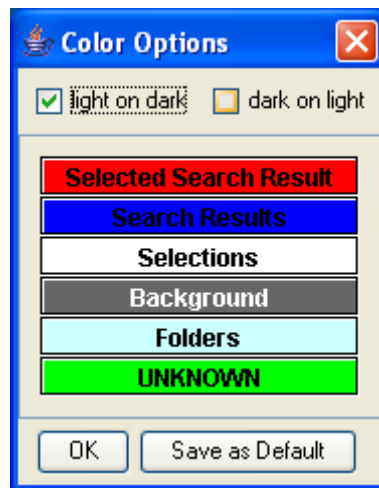 Color Options
light on dark dark on light
Selected Search Result
Search Results
Selections
Background
Folders
UNKNOWN
OK Save as Default